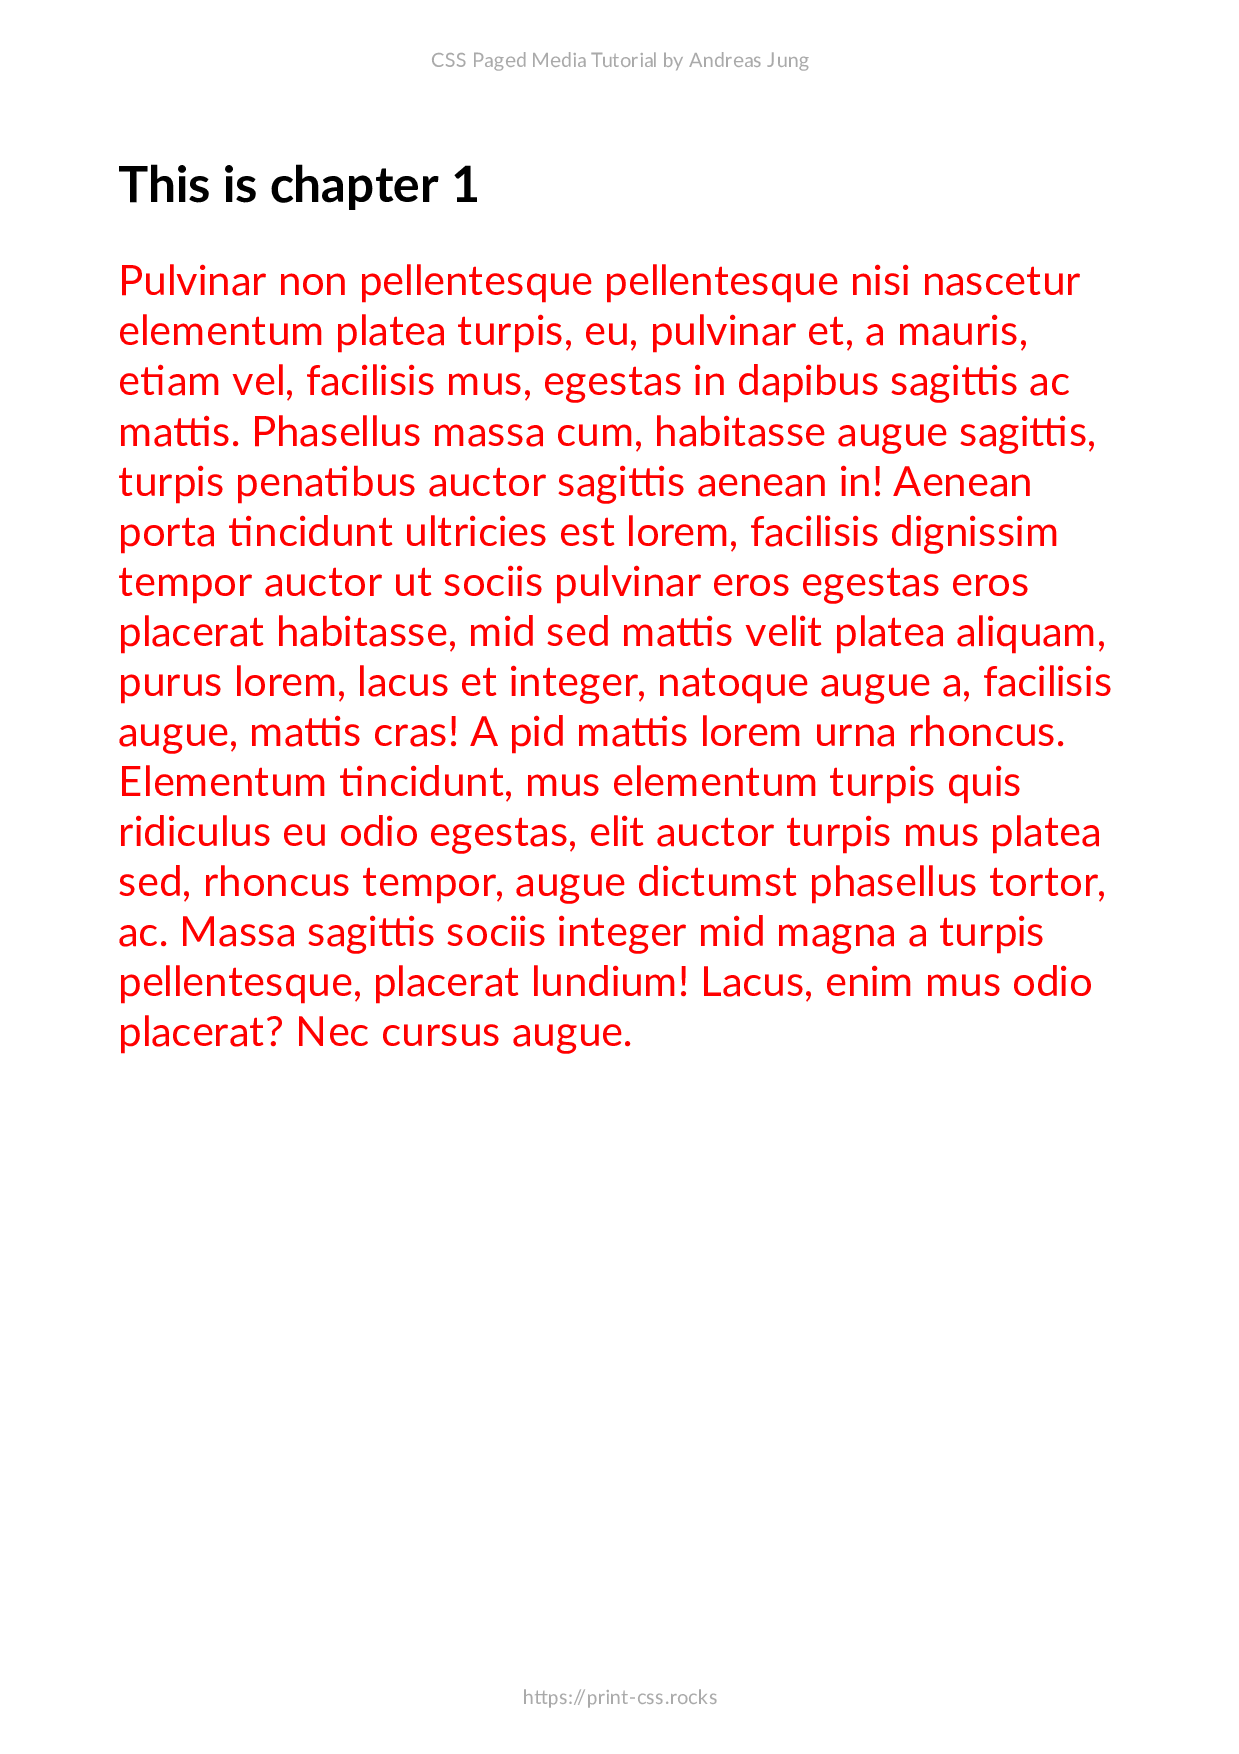 CSS Paged Media Tutorial by Andreas Jung
This is chapter 1
Pulvinar non pellentesque pellentesque nisi nascetur
elementum platea turpis, eu, pulvinar et, a mauris,
etiam vel, facilisis mus, egestas in dapibus sagittis ac
mattis. Phasellus massa cum, habitasse augue sagittis,
turpis penatibus auctor sagittis aenean in! Aenean
porta tincidunt ultricies est lorem, facilisis dignissim
tempor auctor ut sociis pulvinar eros egestas eros
placerat habitasse, mid sed mattis velit platea aliquam,
purus lorem, lacus et integer, natoque augue a, facilisis
augue, mattis cras! A pid mattis lorem urna rhoncus.
Elementum tincidunt, mus elementum turpis quis
ridiculus eu odio egestas, elit auctor turpis mus platea
sed, rhoncus tempor, augue dictumst phasellus tortor,
ac. Massa sagittis sociis integer mid magna a turpis
pellentesque, placerat lundium! Lacus, enim mus odio
placerat? Nec cursus augue.
https://print-css.rocks